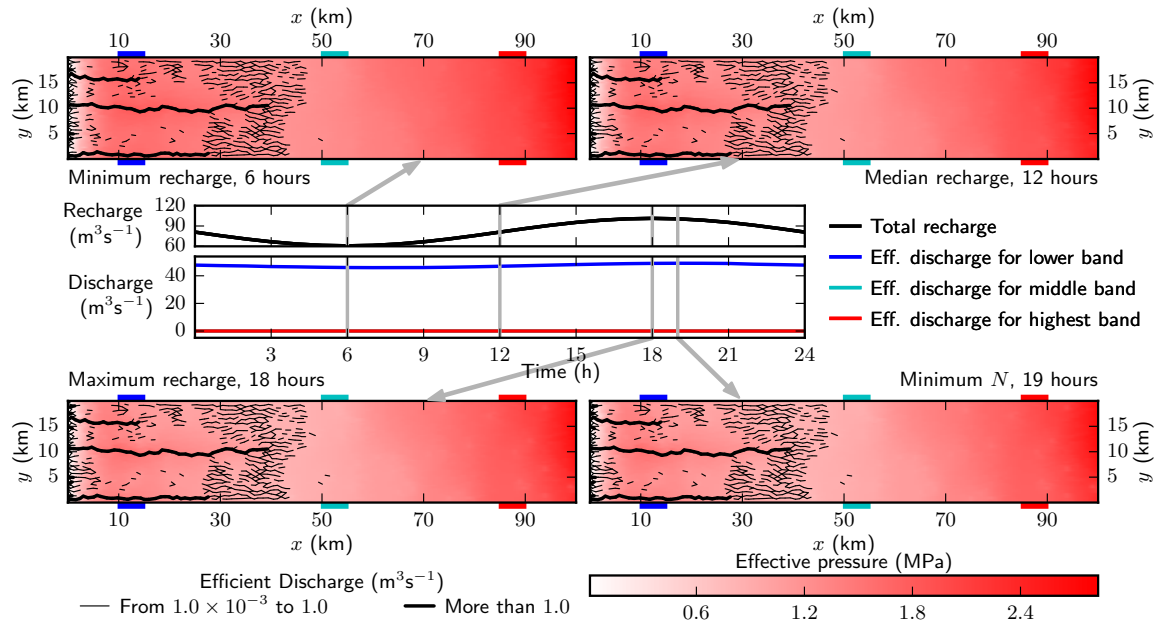 x (km) x (km)
10 30 50 70 90 10 30 50 70 90
y (km) 15 10 5 15 10 5 y (km)
Minimum recharge, 6 hours Median recharge, 12 hours
Recharge (m³s⁻¹) 120 90 60
Discharge (m³s⁻¹) 40 0
3 6 9 12 15 18 21 24
Time (h)
Total recharge
Eff. discharge for lower band
Eff. discharge for middle band
Eff. discharge for highest band
Maximum recharge, 18 hours Minimum N, 19 hours
y (km) 15 10 5 15 10 5 y (km)
10 30 50 70 90 10 30 50 70 90
x (km) x (km)
Efficient Discharge (m³s⁻¹)
From 1.0 × 10⁻³ to 1.0 More than 1.0
Effective pressure (MPa)
0.6 1.2 1.8 2.4